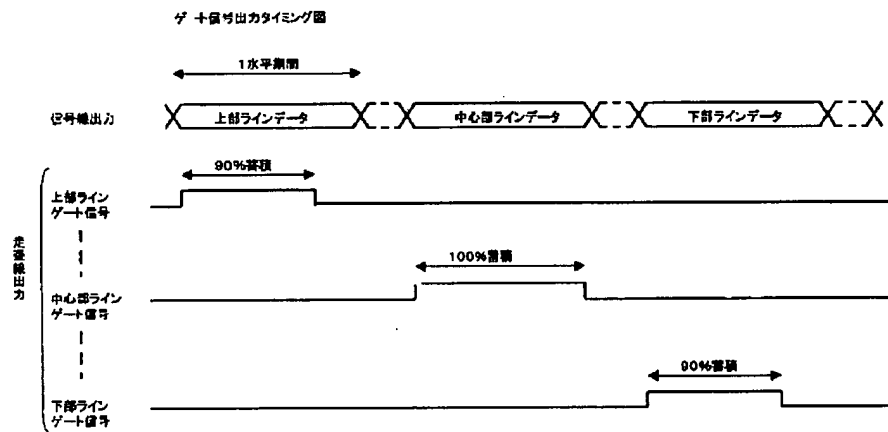 ゲート信号出力タイミング図
1水平期間
信号線出力
上部ラインデータ
中心部ラインデータ
下部ラインデータ
90%蓄積
上部ライン
ゲート信号
走査線出力
100%蓄積
中心部ライン
ゲート信号
90%蓄積
下部ライン
ゲート信号